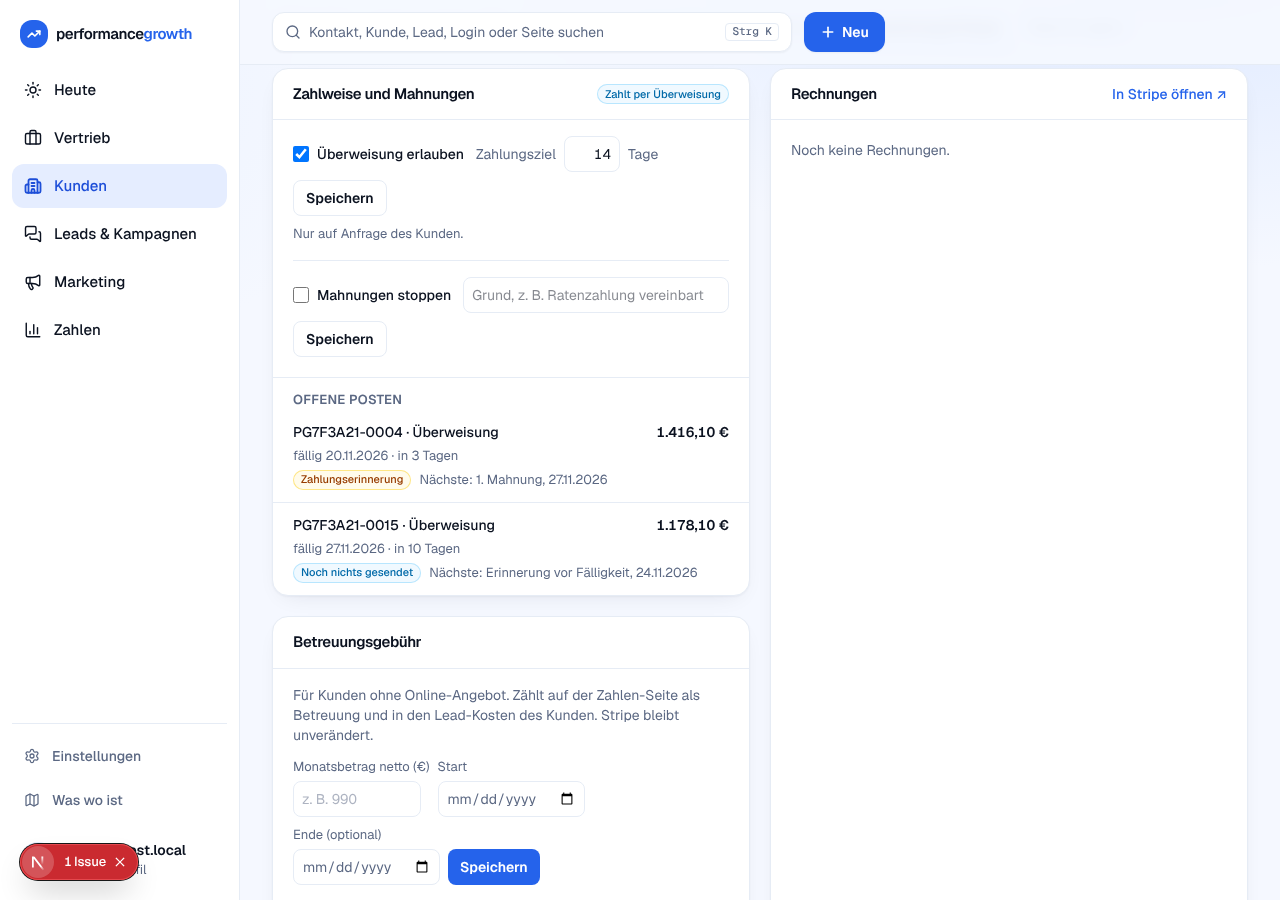 performancegrowth
Kontakt, Kunde, Lead, Login oder Seite suchen
Strg K
Neu
Heute
Vertrieb
Kunden
Leads & Kampagnen
Marketing
Zahlen
Zahlweise und Mahnungen
Zahlt per Überweisung
Überweisung erlauben Zahlungsziel 14 Tage
Speichern
Nur auf Anfrage des Kunden.
Mahnungen stoppen Grund, z. B. Ratenzahlung vereinbart
Speichern
OFFENE POSTEN
PG7F3A21-0004 · Überweisung 1.416,10 €
fällig 20.11.2026 · in 3 Tagen
Zahlungserinnerung Nächste: 1. Mahnung, 27.11.2026
PG7F3A21-0015 · Überweisung 1.178,10 €
fällig 27.11.2026 · in 10 Tagen
Noch nichts gesendet Nächste: Erinnerung vor Fälligkeit, 24.11.2026
Betreuungsgebühr
Für Kunden ohne Online-Angebot. Zählt auf der Zahlen-Seite als
Betreuung und in den Lead-Kosten des Kunden. Stripe bleibt
unverändert.
Monatsbetrag netto (€) Start
z. B. 990 mm/dd/yyyy
Ende (optional)
mm/dd/yyyy Speichern
Rechnungen
In Stripe öffnen
Noch keine Rechnungen.
Einstellungen
Was wo ist
1 Issue